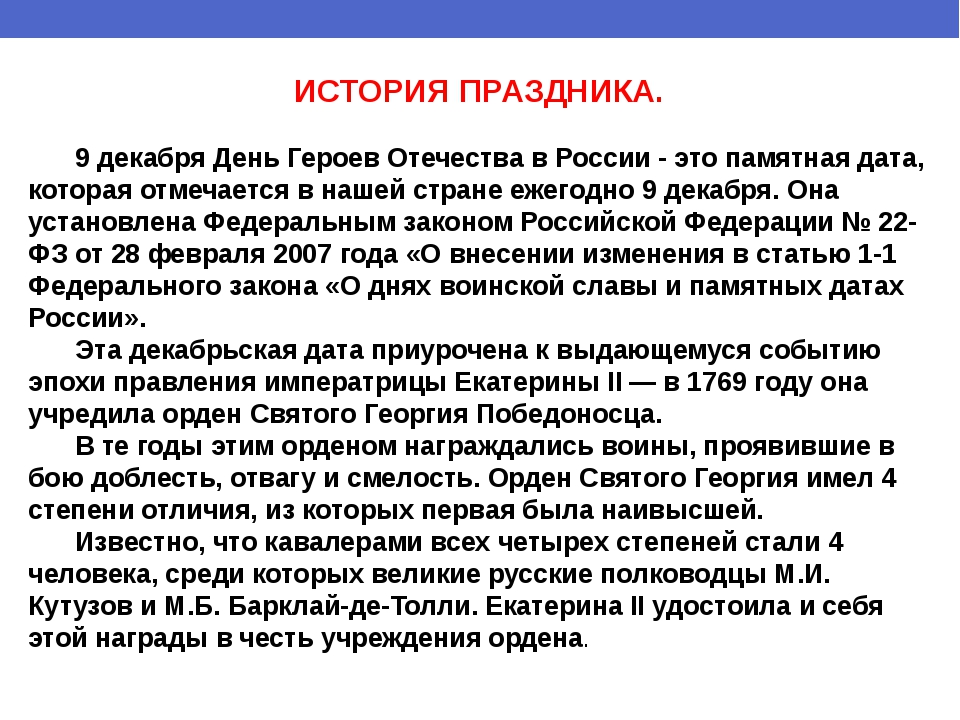 ИСТОРИЯ ПРАЗДНИКА.
9 декабря День Героев Отечества в России - это памятная дата,
которая отмечается в нашей стране ежегодно 9 декабря. Она
установлена Федеральным законом Российской Федерации № 22-
ФЗ от 28 февраля 2007 года «О внесении изменения в статью 1-1
Федерального закона «О днях воинской славы и памятных датах
России».
Эта декабрьская дата приурочена к выдающемуся событию
эпохи правления императрицы Екатерины II — в 1769 году она
учредила орден Святого Георгия Победоносца.
В те годы этим орденом награждались воины, проявившие в
бою доблесть, отвагу и смелость. Орден Святого Георгия имел 4
степени отличия, из которых первая была наивысшей.
Известно, что кавалерами всех четырех степеней стали 4
человека, среди которых великие русские полководцы М.И.
Кутузов и М.Б. Барклай-де-Толли. Екатерина II удостоила и себя
этой награды в честь учреждения ордена.